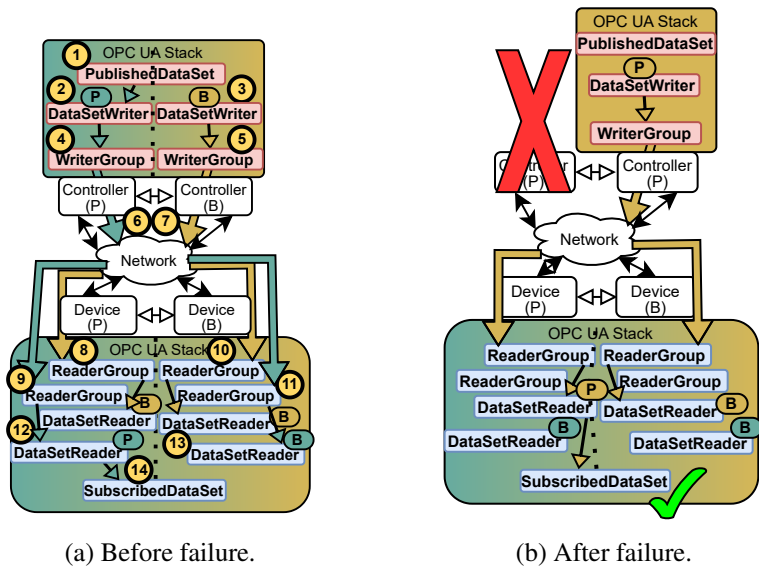 OPC UA Stack
1
PublishedDataSet
2
P
B
3
DataSetWriter
DataSetWriter
4
5
WriterGroup
WriterGroup
Controller
(P)
Controller
(B)
6
7
Network
Device
(P)
Device
(B)
8
OPC UA Stack
10
9
ReaderGroup
ReaderGroup
11
ReaderGroup
ReaderGroup
B
B
DataSetReader
DataSetReader
12
P
13
B
DataSetReader
DataSetReader
14
SubscribedDataSet
(a) Before failure.
OPC UA Stack
PublishedDataSet
P
DataSetWriter
WriterGroup
(P)
Controller
(P)
Network
Device
(P)
Device
(B)
OPC UA Stack
ReaderGroup
ReaderGroup
ReaderGroup
ReaderGroup
P
B
DataSetReader
DataSetReader
B
B
DataSetReader
DataSetReader
SubscribedDataSet
(b) After failure.